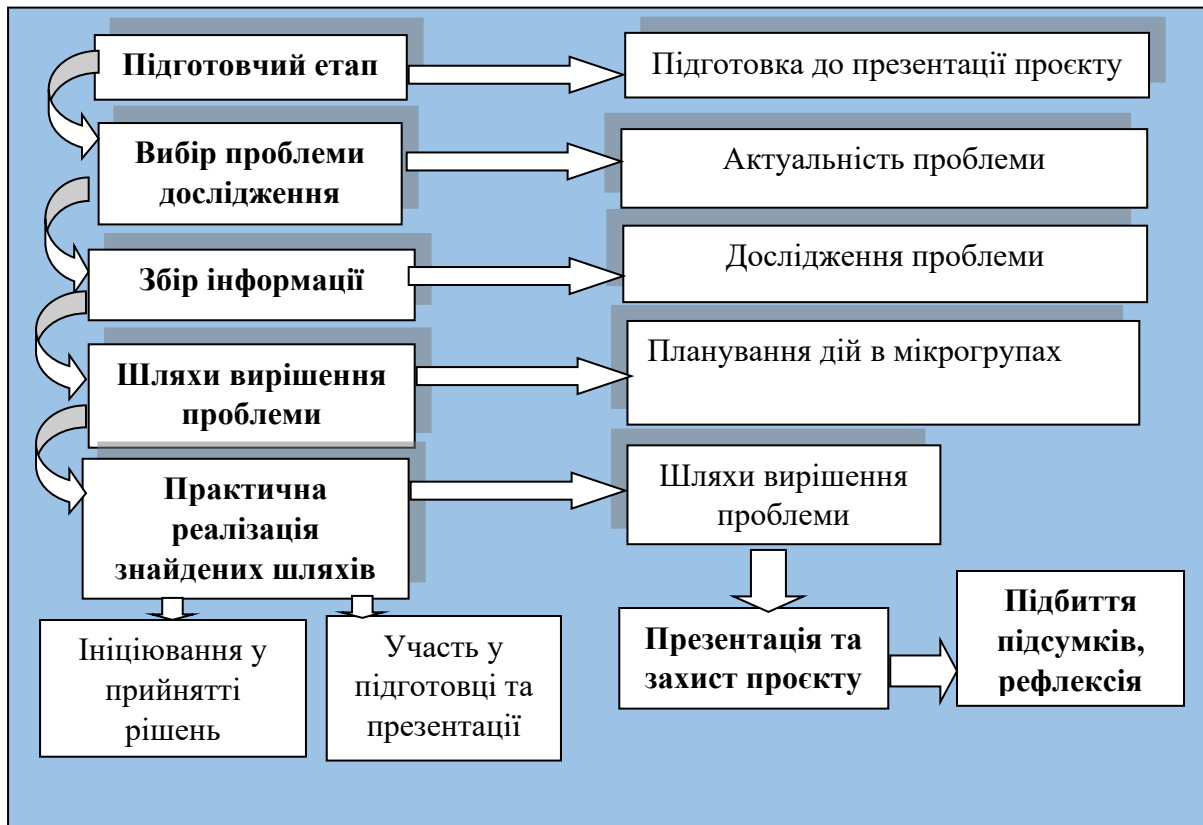 Підготовчий етап
Підготовка до презентації проєкту
Вибір проблеми
дослідження
Актуальність проблеми
Збір інформації
Дослідження проблеми
Шляхи вирішення
проблеми
Планування дій в мікрогрупах
Практична
реалізація
знайдених шляхів
Шляхи вирішення
проблеми
Ініціювання у
прийнятті
рішень
Участь у
підготовці та
презентації
Презентація та
захист проєкту
Підбиття
підсумків,
рефлексія